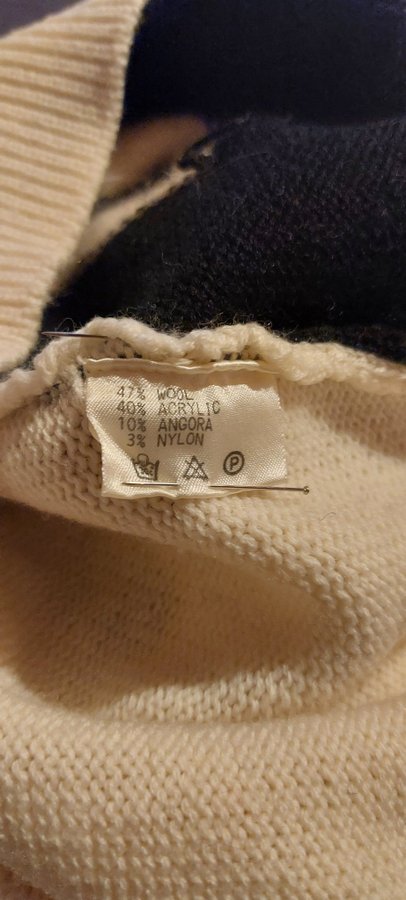 47% WOOL
40% ACRYLIC
10% ANGORA
3% NYLON
P